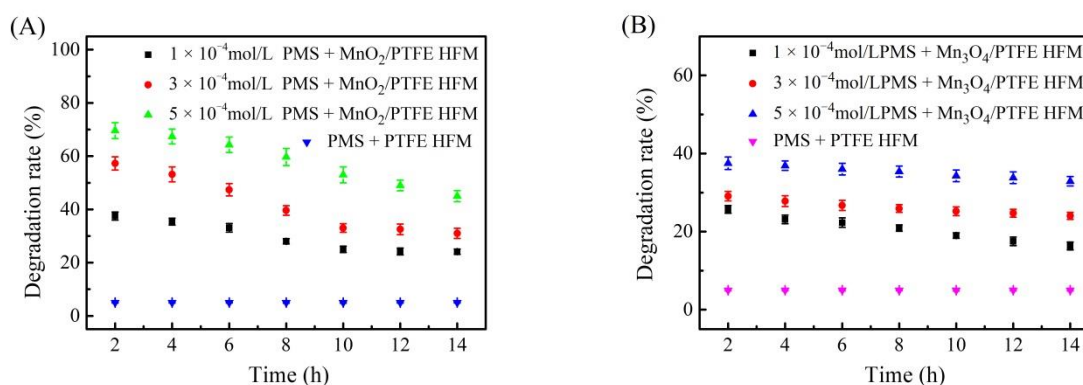 (A)
1 × 10⁻⁴mol/L PMS + MnO₂/PTFE HFM
3 × 10⁻⁴mol/L PMS + MnO₂/PTFE HFM
5 × 10⁻⁴mol/L PMS + MnO₂/PTFE HFM
PMS + PTFE HFM
Degradation rate (%)
100
80
60
40
20
0
2 4 6 8 10 12 14
Time (h)
(B)
1 × 10⁻⁴mol/LPMS + Mn₃O₄/PTFE HFM
3 × 10⁻⁴mol/LPMS + Mn₃O₄/PTFE HFM
5 × 10⁻⁴mol/LPMS + Mn₃O₄/PTFE HFM
PMS + PTFE HFM
Degradation rate (%)
60
40
20
0
2 4 6 8 10 12 14
Time (h)